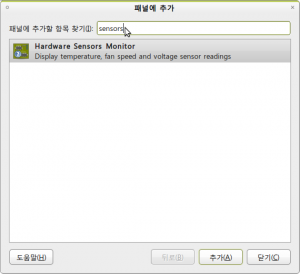 패널에 추가
패널에 추가할 항목 찾기(I): sensors
Hardware Sensors Monitor
Display temperature, fan speed and voltage sensor readings
도움말(H) 뒤로(B) 추가(A) 닫기(C)